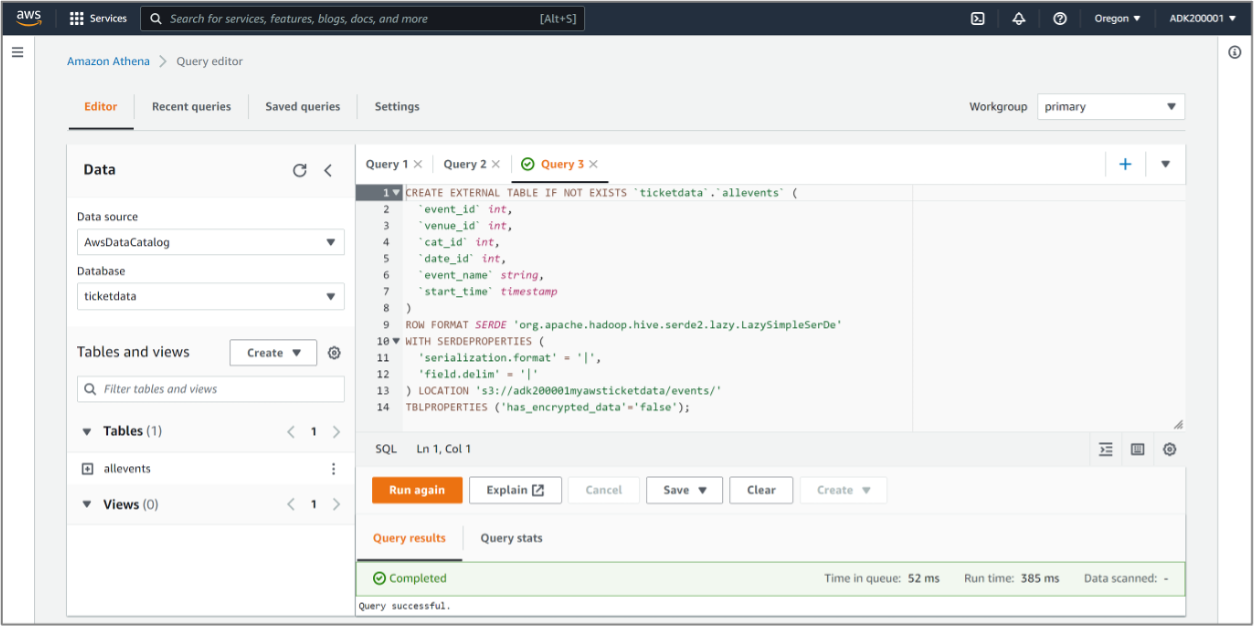 aws Services Search for services, features, blogs, docs, and more [Alt+S] Oregon ▼ ADK200001 ▼
Amazon Athena > Query editor
Editor Recent queries Saved queries Settings Workgroup primary
Data
Data source
AwsDataCatalog
Database
ticketdata
Tables and views Create ▼
Filter tables and views
Tables (1) < 1 >
allevents
Views (0) < 1 >
Query 1 × Query 2 × Query 3 ×
1 CREATE EXTERNAL TABLE IF NOT EXISTS `ticketdata`.`allevents` (
2 `event_id` int,
3 `venue_id` int,
4 `cat_id` int,
5 `date_id` int,
6 `event_name` string,
7 `start_time` timestamp
8 )
9 ROW FORMAT SERDE 'org.apache.hadoop.hive.serde2.lazy.LazySimpleSerDe'
10 WITH SERDEPROPERTIES (
11 'serialization.format' = '|',
12 'field.delim' = '|'
13 ) LOCATION 's3://adk200001myawsticketdata/events/'
14 TBLPROPERTIES ('has_encrypted_data'='false');
SQL Ln 1, Col 1
Run again Explain Cancel Save ▼ Clear Create ▼
Query results Query stats
Completed Time in queue: 52 ms Run time: 385 ms Data scanned: -
Query successful.